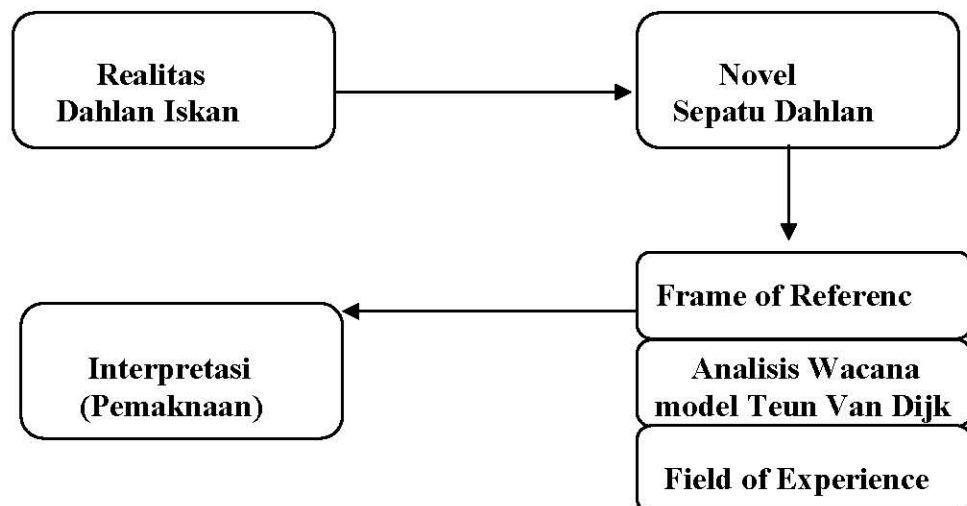 Realitas
Dahlan Iskan
Novel
Sepatu Dahlan
Frame of Referenc
Analisis Wacana
model Teun Van Dijk
Field of Experience
Interpretasi
(Pemaknaan)